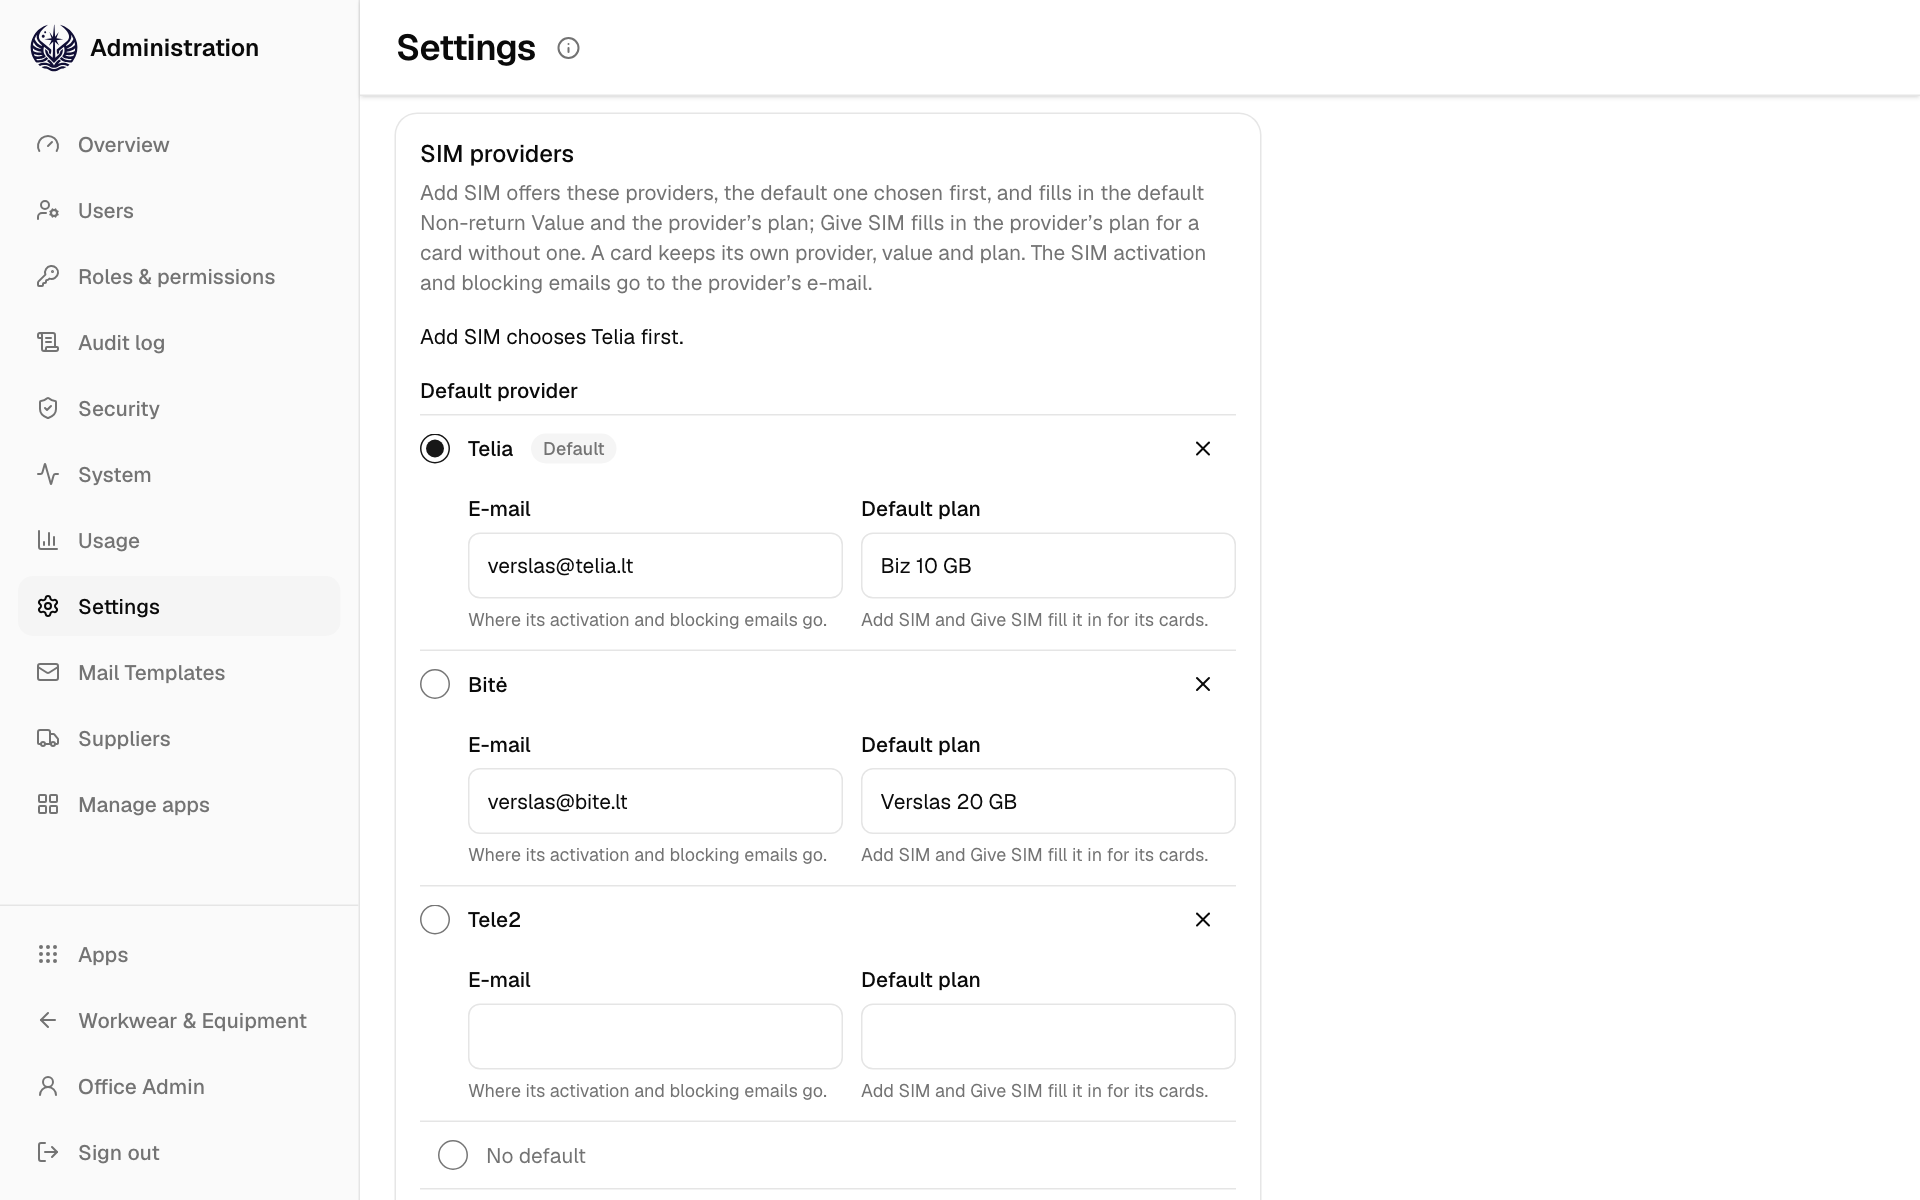 Administration
Settings
Overview
Users
Roles & permissions
Audit log
Security
System
Usage
Settings
Mail Templates
Suppliers
Manage apps
Apps
Workwear & Equipment
Office Admin
Sign out
SIM providers
Add SIM offers these providers, the default one chosen first, and fills in the default
Non-return Value and the provider’s plan; Give SIM fills in the provider’s plan for a
card without one. A card keeps its own provider, value and plan. The SIM activation
and blocking emails go to the provider’s e-mail.
Add SIM chooses Telia first.
Default provider
Telia Default
E-mail Default plan
verslas@telia.lt Biz 10 GB
Where its activation and blocking emails go. Add SIM and Give SIM fill it in for its cards.
Bitė
E-mail Default plan
verslas@bite.lt Verslas 20 GB
Where its activation and blocking emails go. Add SIM and Give SIM fill it in for its cards.
Tele2
E-mail Default plan
Where its activation and blocking emails go. Add SIM and Give SIM fill it in for its cards.
No default